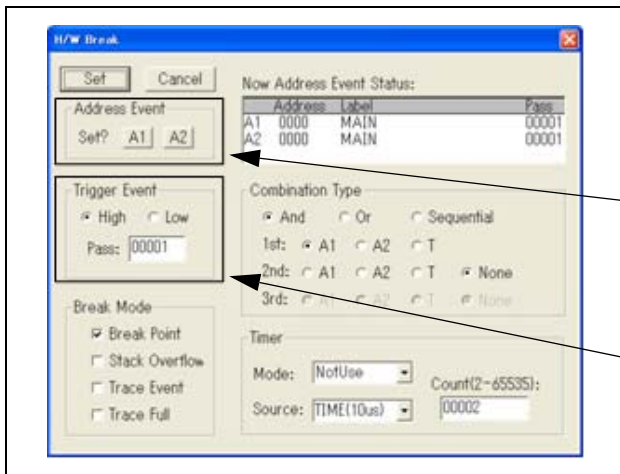 H/W Break
Set Cancel
Address Event
Set? A1 A2
Now Address Event Status:
Address Label Pass
A1 0000 MAIN 00001
A2 0000 MAIN 00001
Trigger Event
High Low
Pass: 00001
Combination Type
And Or Sequential
1st: A1 A2 T
2nd: A1 A2 T None
3rd: A1 A2 T None
Break Mode
Break Point
Stack Overflow
Trace Event
Trace Full
Timer
Mode: NotUse
Count(2-65535):
Source: TIME(10us) 00002